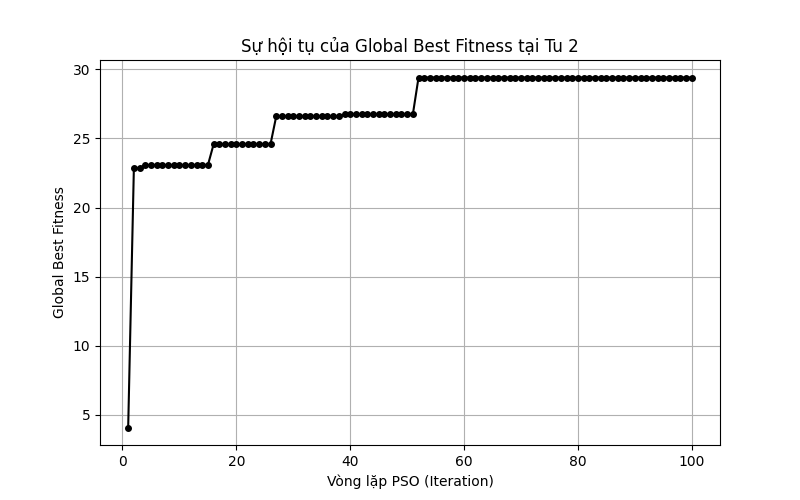 Sự hội tụ của Global Best Fitness tại Tu 2
Global Best Fitness
30
25
20
15
10
5
0 20 40 60 80 100
Vòng lặp PSO (Iteration)